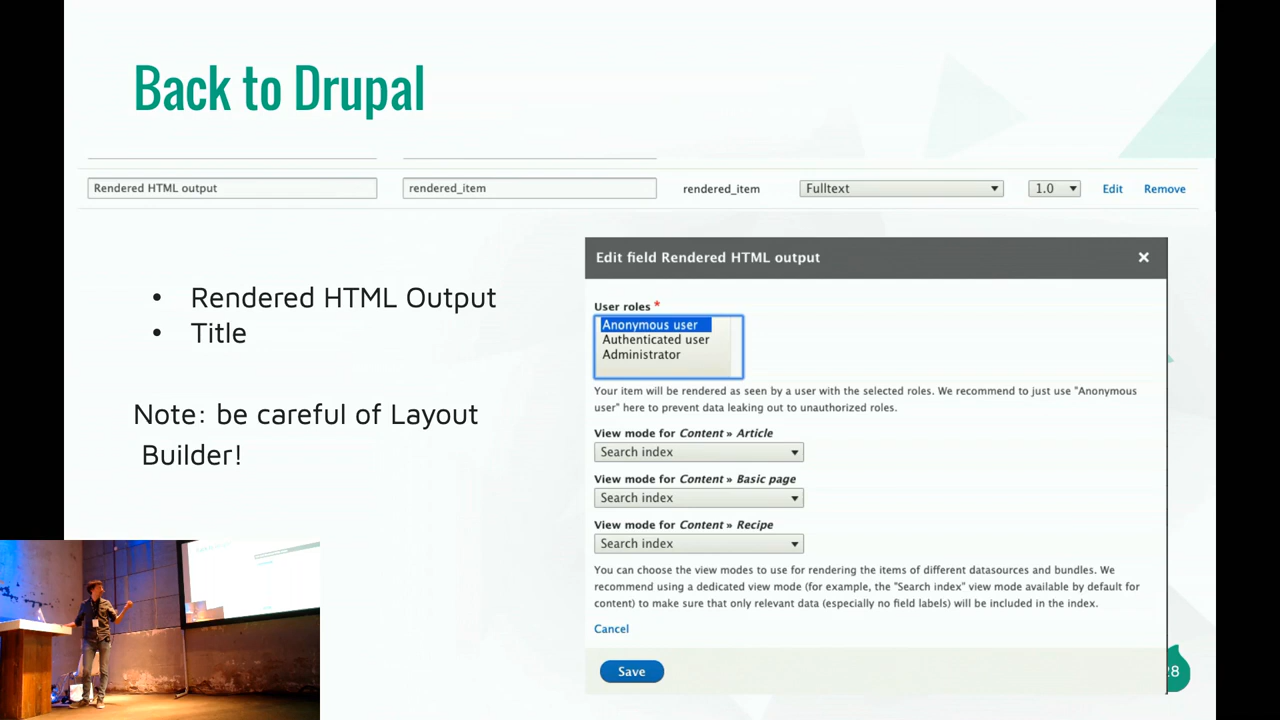 Back to Drupal
Rendered HTML output rendered_item rendered_item Fulltext 1.0 Edit Remove
• Rendered HTML Output
• Title
Note: be careful of Layout
Builder!
Edit field Rendered HTML output ×
User roles *
Anonymous user
Authenticated user
Administrator
Your item will be rendered as seen by a user with the selected roles. We recommend to just use "Anonymous
user" here to prevent data leaking out to unauthorized roles.
View mode for Content » Article
Search index
View mode for Content » Basic page
Search index
View mode for Content » Recipe
Search index
You can choose the view modes to use for rendering the items of different datasources and bundles. We
recommend using a dedicated view mode (for example, the "Search index" view mode available by default for
content) to make sure that only relevant data (especially no field labels) will be included in the index.
Cancel
Save